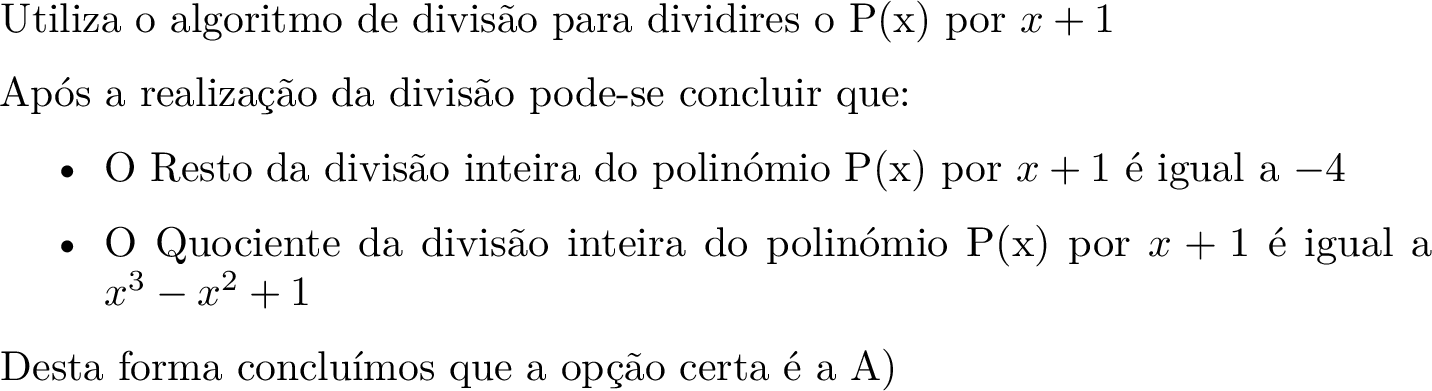 Utiliza o algoritmo de divisão para dividires o P(x) por $x+1$
Após a realização da divisão pode-se concluir que:
• O Resto da divisão inteira do polinómio P(x) por $x+1$ é igual a $-4$
• O Quociente da divisão inteira do polinómio P(x) por $x+1$ é igual a
$x^3 - x^2 + 1$
Desta forma concluímos que a opção certa é a A)